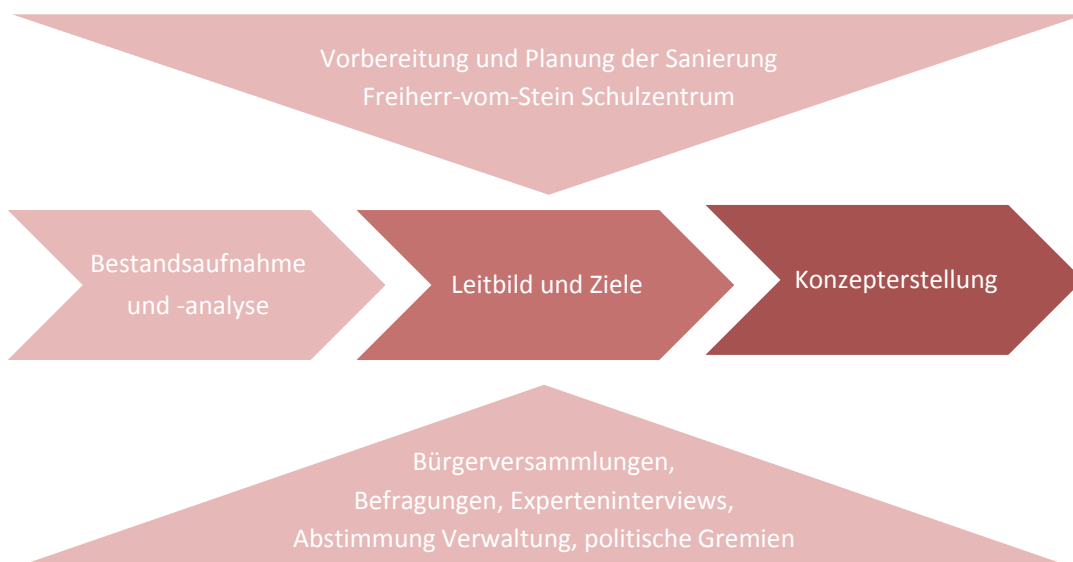 Vorbereitung und Planung der Sanierung
Freiherr-vom-Stein Schulzentrum
Bestandsaufnahme
und -analyse
Leitbild und Ziele
Konzepterstellung
Bürgerversammlungen,
Befragungen, Experteninterviews,
Abstimmung Verwaltung, politische Gremien